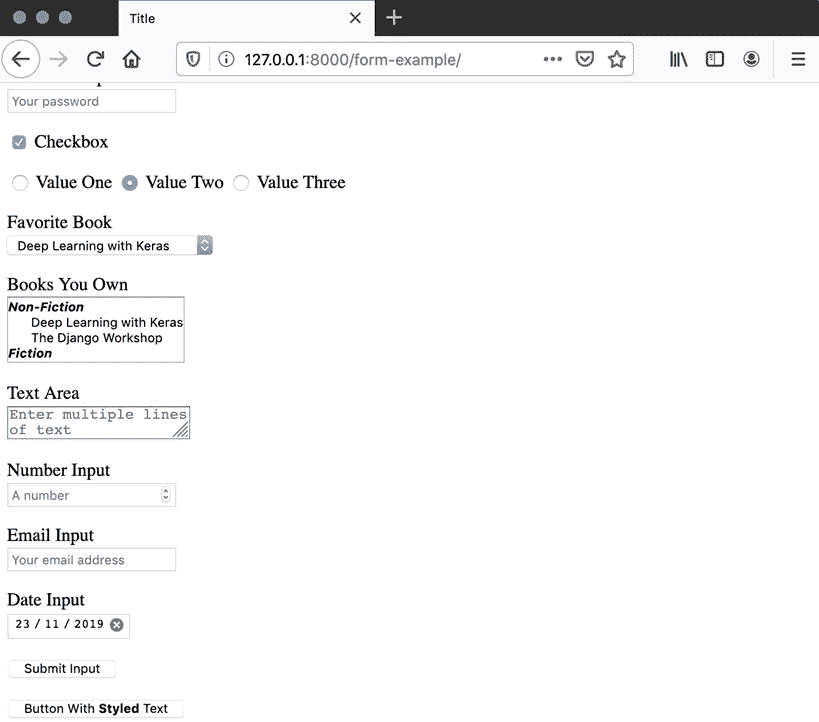 Title
127.0.0.1:8000/form-example/
Your password
Checkbox
Value One Value Two Value Three
Favorite Book
Deep Learning with Keras
Books You Own
Non-Fiction
Deep Learning with Keras
The Django Workshop
Fiction
Text Area
Enter multiple lines
of text
Number Input
A number
Email Input
Your email address
Date Input
23 / 11 / 2019
Submit Input
Button With Styled Text